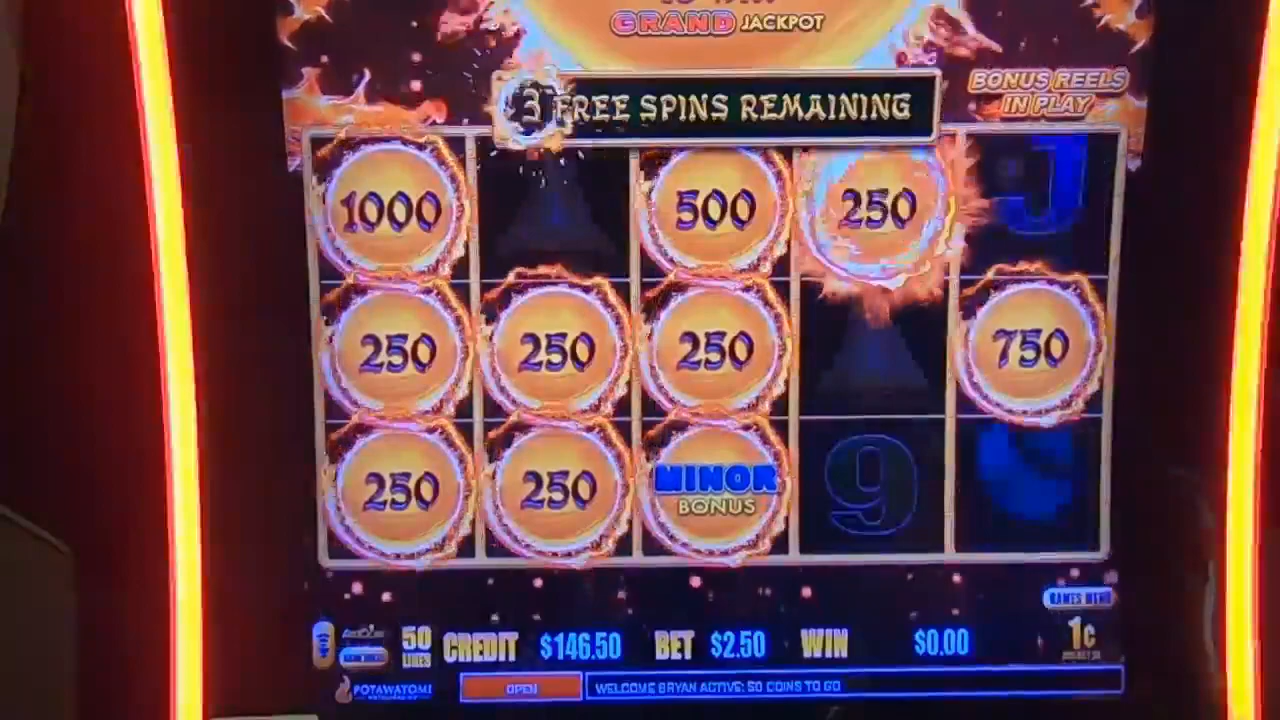 GRAND JACKPOT
3 FREE SPINS REMAINING
BONUS REELS
IN PLAY
1000
500
250
J
250
250
250
750
250
250
MINOR
BONUS
9
GAMES MENU
50
LINES
CREDIT $146.50 BET $2.50 WIN $0.00
1¢
POTAWATOMI
OPEN
WELCOME BRYAN ACTIVE: 50 COINS TO GO